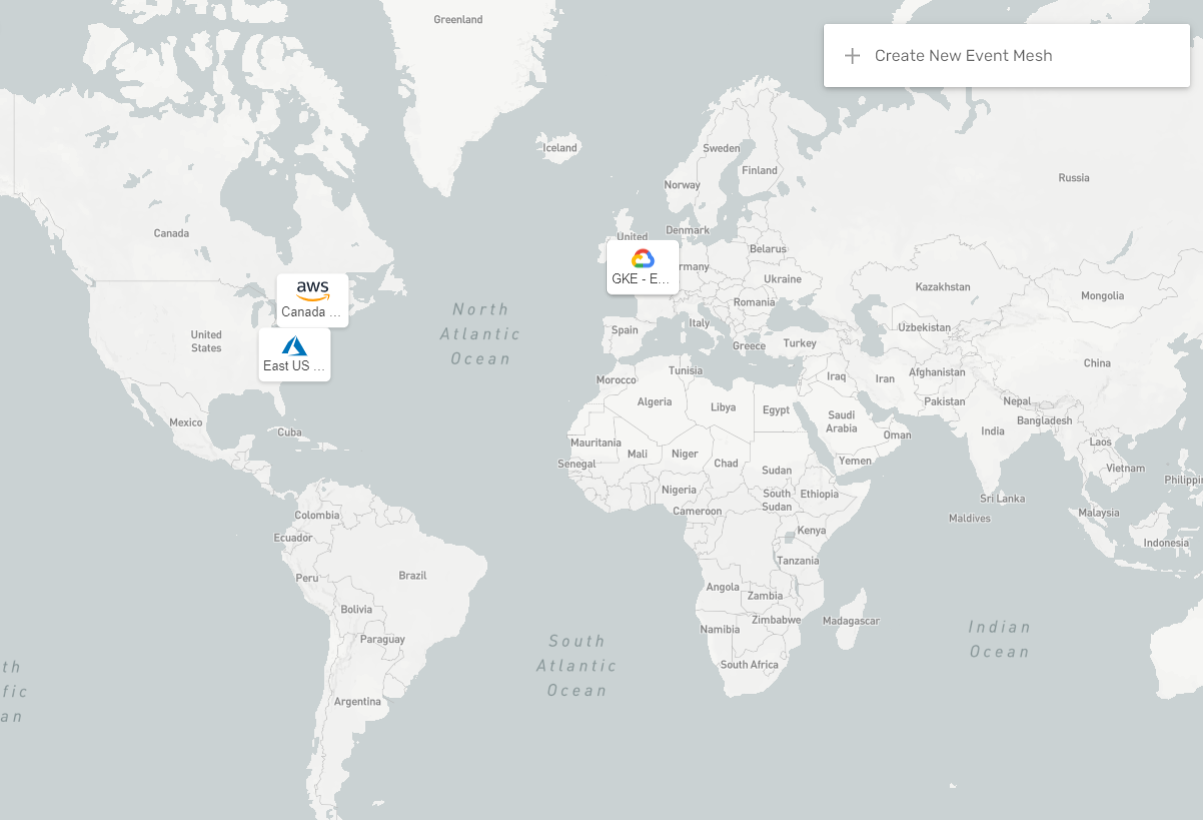 Greenland
Create New Event Mesh
Iceland
Sweden
Finland
Norway
Russia
Canada
Denmark
United
Belarus
GKE - E...
rmany
Ukraine
Kazakhstan
Mongolia
aws
Canada ...
Romania
North
Atlantic
Ocean
Spain
Italy
Uzbekistan
United
States
Greece
Turkey
East US ...
China
Tunisia
Afghanistan
Morocco
Iraq
Iran
Algeria
Libya
Egypt
Saudi
Arabia
Pakistan
Nepal
Bangladesh
Mexico
Cuba
India
Oman
Mauritania
Mali
Niger
Laos
Senegal
Chad
Yemen
Sudan
Vietnam
Philippin
Nigeria
South
Sudan
Ethiopia
Sri Lanka
Colombia
Cameroon
Maldives
Malaysia
Ecuador
Kenya
Indonesia
Tanzania
Peru
Brazil
Angola
Zambia
Bolivia
Zimbabwe
Madagascar
Namibia
Indian
Ocean
Paraguay
South
Atlantic
Ocean
South Africa
th
fic
an
Argentina